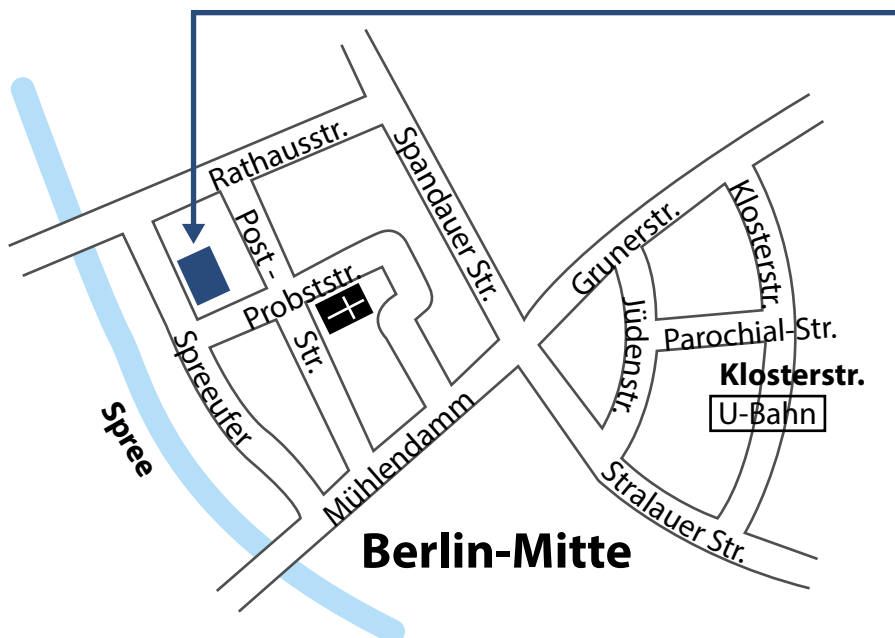 Rathausstr.
Spandauer Str.
Post-
Str.
Probststr.
Spreeufer
Spree
Mühlendamm
Grunerstr.
Klosterstr.
Jüdenstr.
Parochial-Str.
Klosterstr.
U-Bahn
Stralauer Str.
Berlin-Mitte